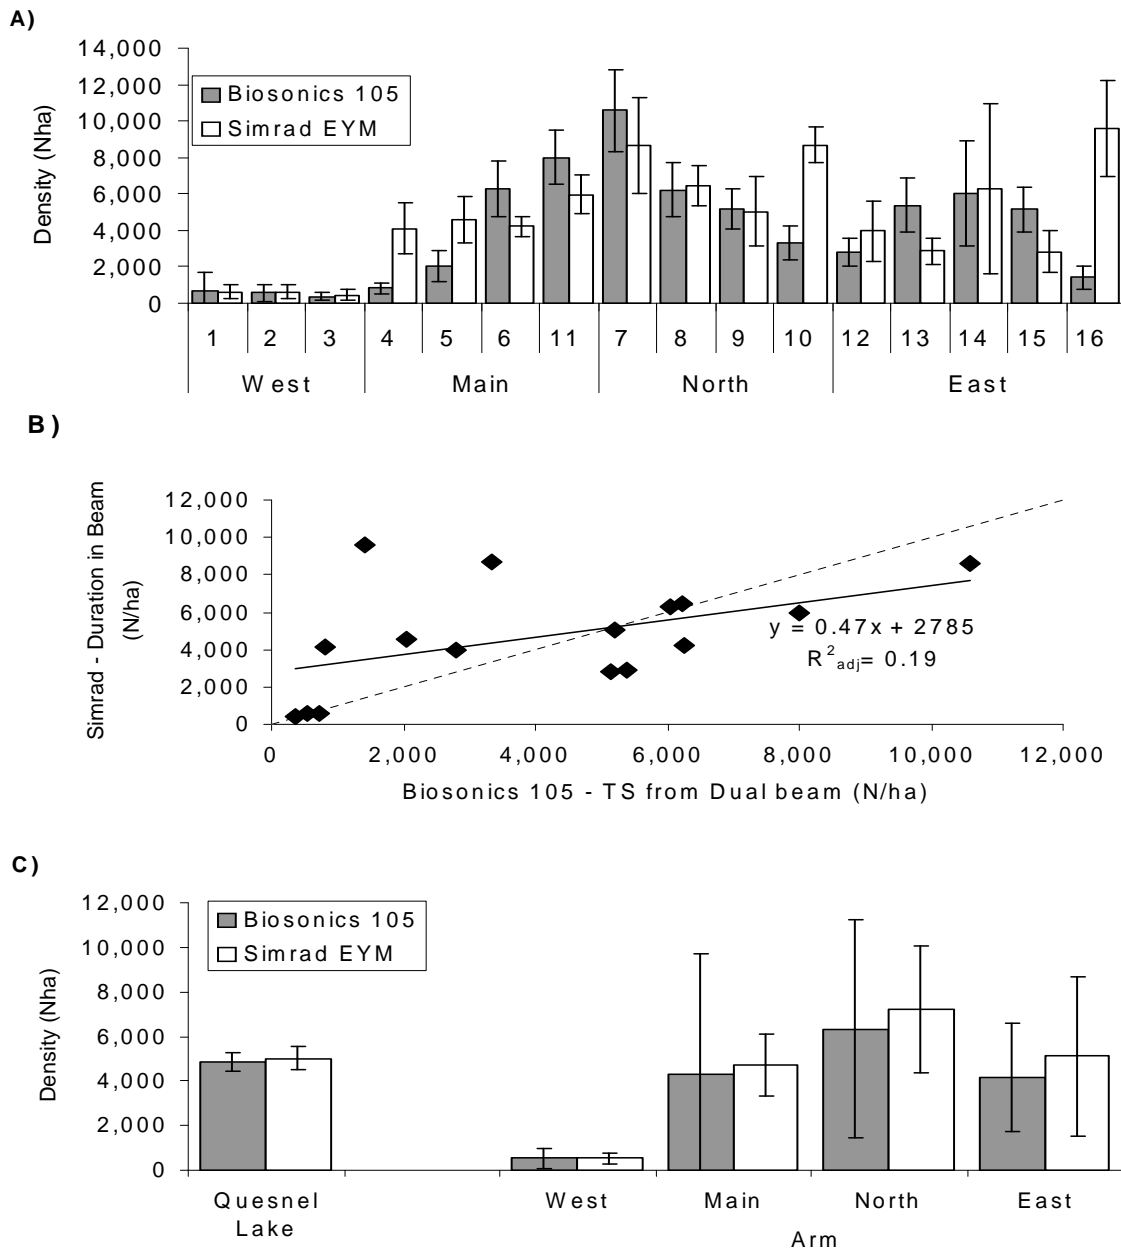 A)
Density (Nha)
14,000
12,000
10,000
8,000
6,000
4,000
2,000
0
Biosonics 105
Simrad EYM
1 2 3 4 5 6 11 7 8 9 10 12 13 14 15 16
West Main North East
B)
Simrad - Duration in Beam
(N/ha)
12,000
10,000
8,000
6,000
4,000
2,000
0
y = 0.47x + 2785
R²adj= 0.19
0 2,000 4,000 6,000 8,000 10,000 12,000
Biosonics 105 - TS from Dual beam (N/ha)
C)
Density (Nha)
12,000
10,000
8,000
6,000
4,000
2,000
0
Biosonics 105
Simrad EYM
Quesnel
Lake
West Main North East
Arm